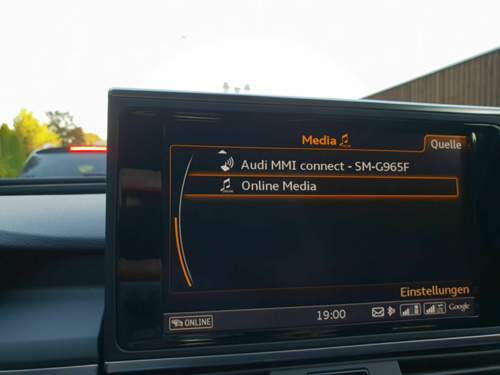 Media
Quelle
Audi MMI connect - SM-G965F
Online Media
Einstellungen
ONLINE
19:00
Google